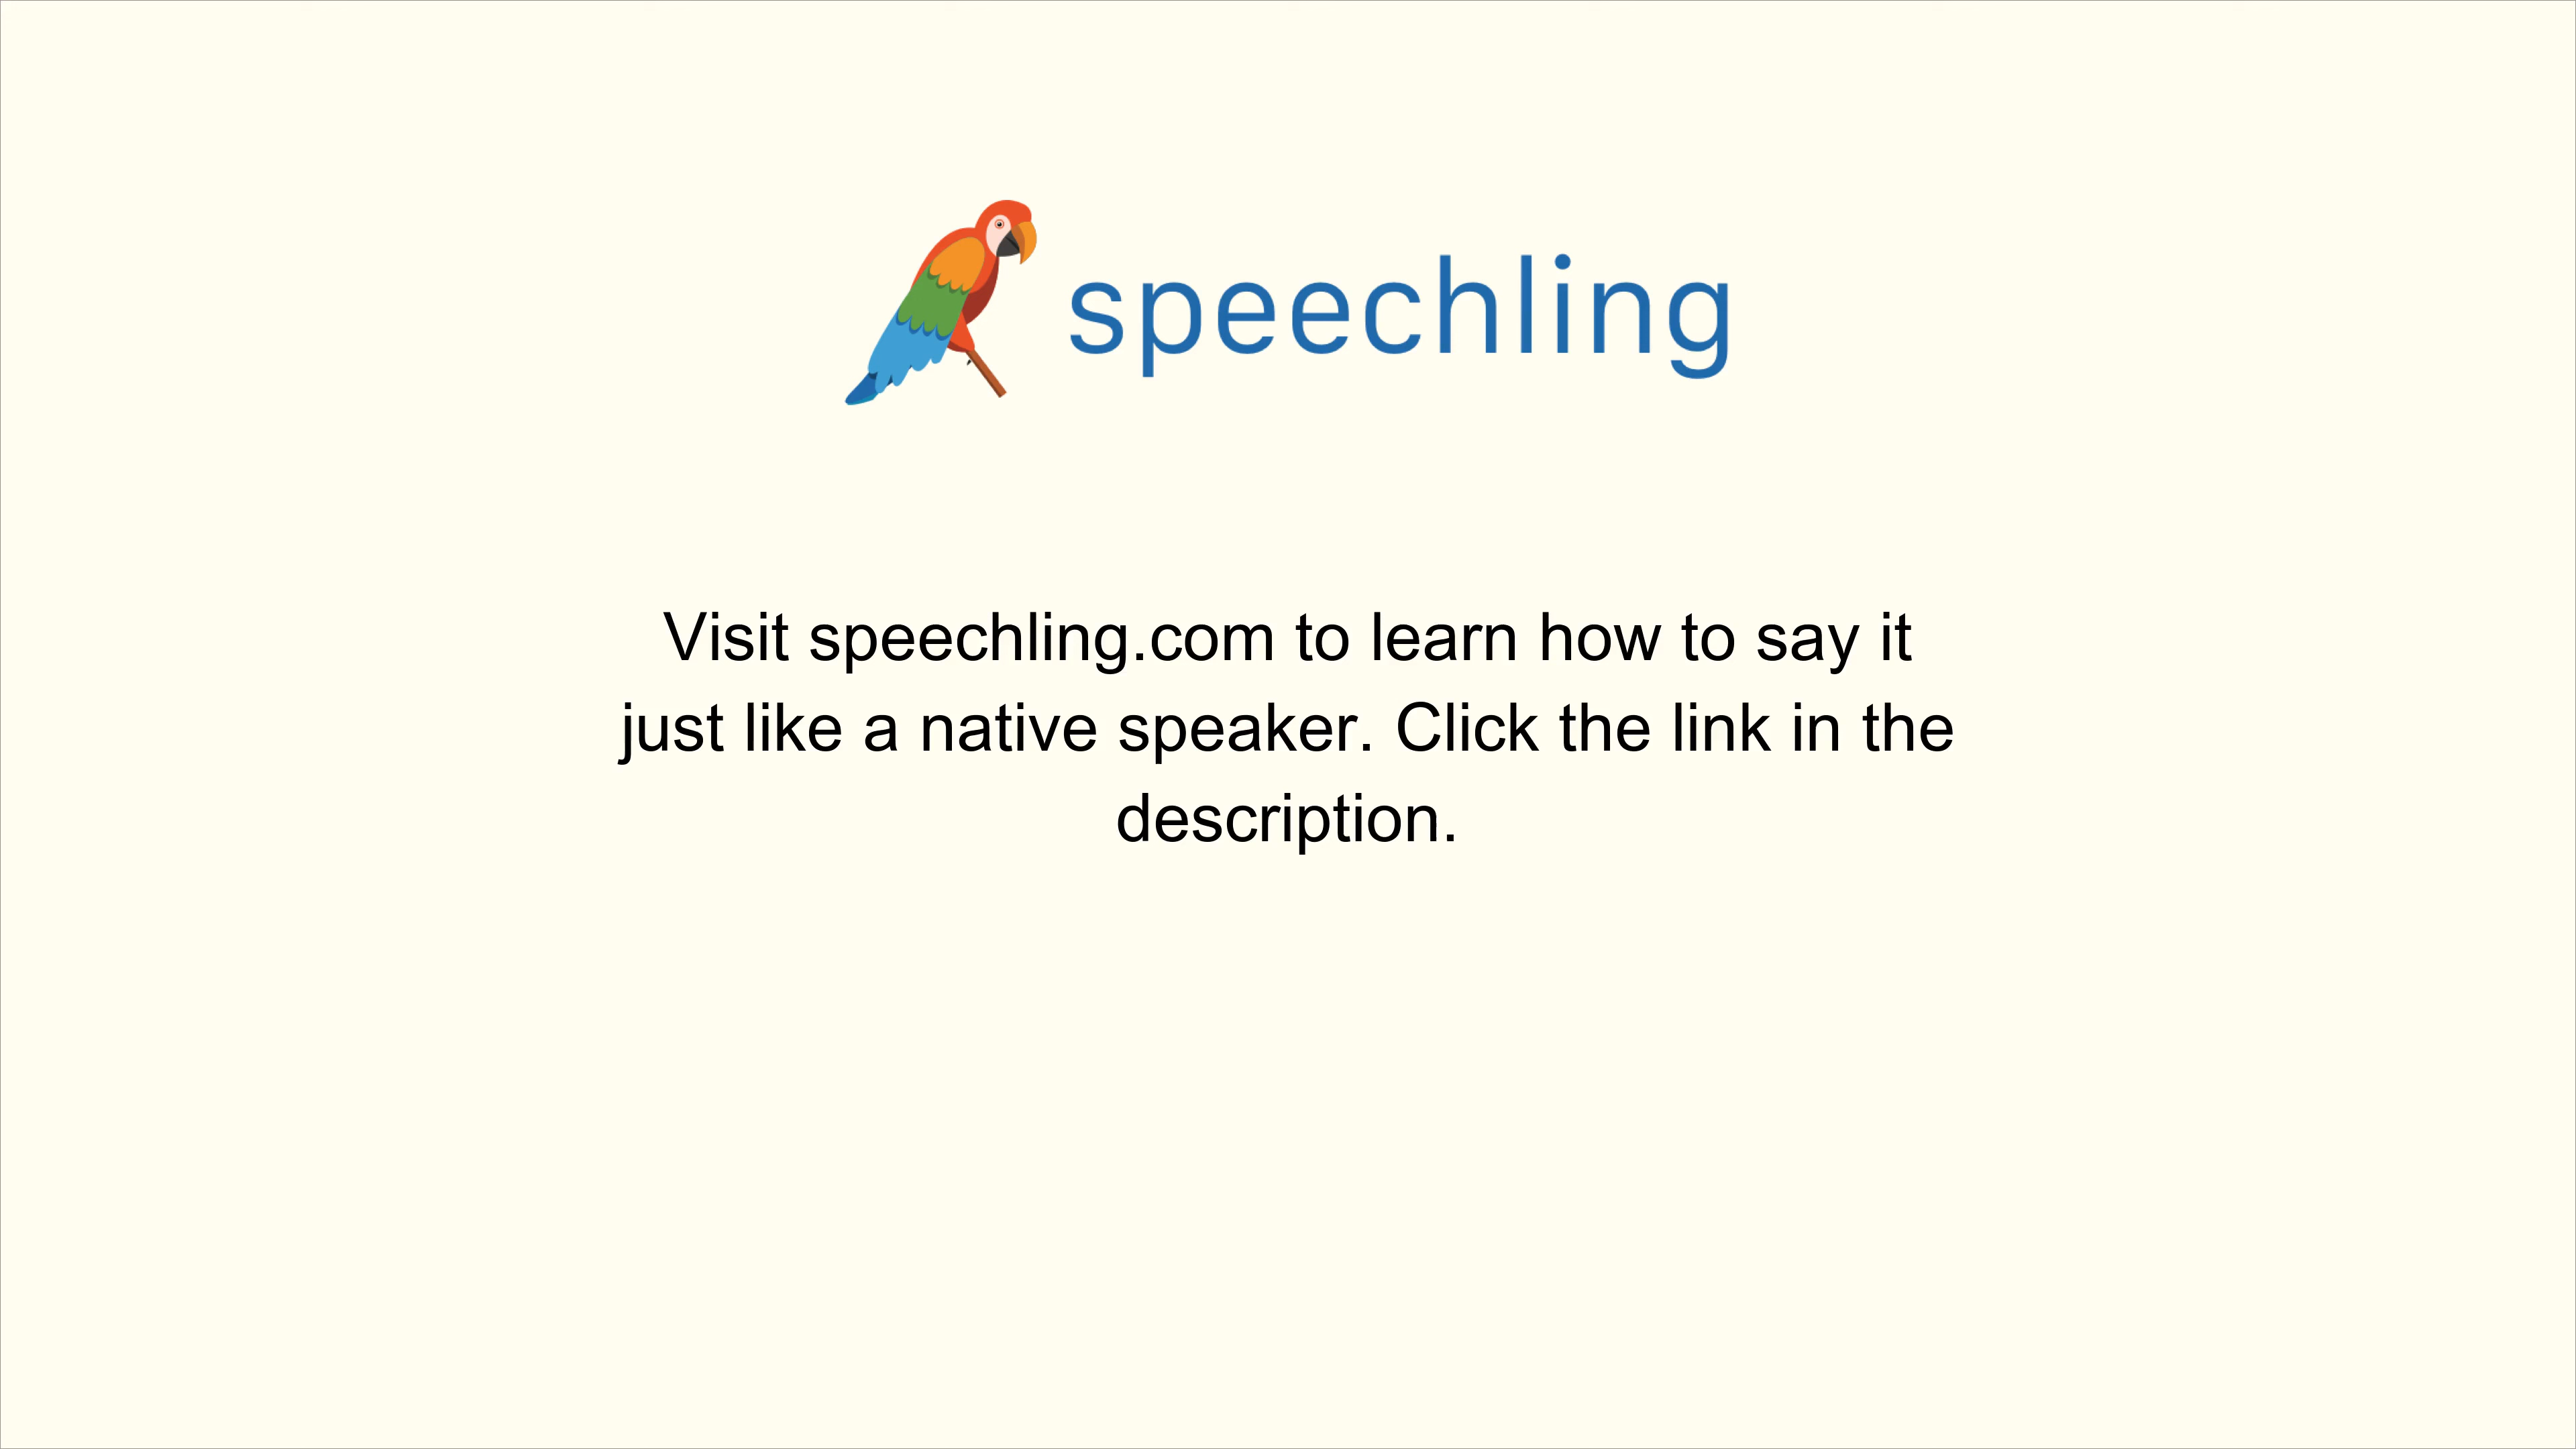 speechling
Visit speechling.com to learn how to say it
just like a native speaker. Click the link in the
description.